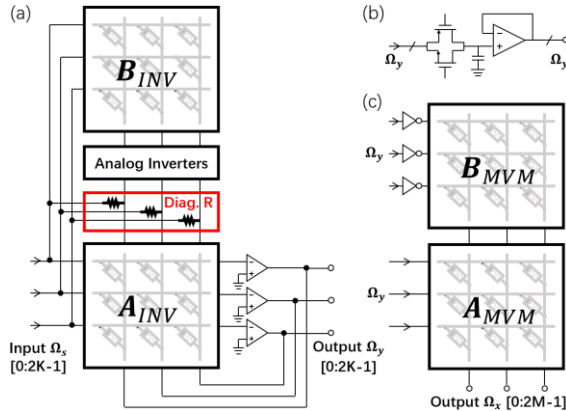 (a)
B_INV
Analog Inverters
Diag. R
A_INV
Input Ω_s
[0:2K-1]
Output Ω_y
[0:2K-1]
(b)
Ω_y
Ω_y
(c)
Ω_y
B_MVM
Ω_y
A_MVM
Output Ω_x [0:2M-1]